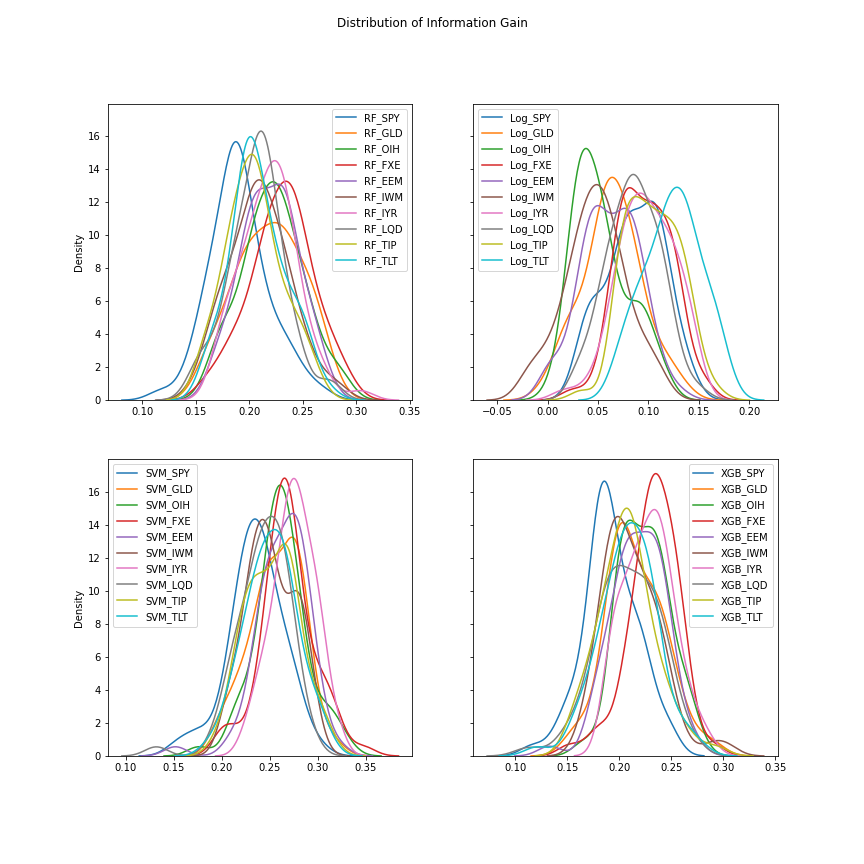 Distribution of Information Gain
RF_SPY
RF_GLD
RF_OIH
RF_FXE
RF_EEM
RF_IWM
RF_IYR
RF_LQD
RF_TIP
RF_TLT
Density
16
14
12
10
8
6
4
2
0
0.10 0.15 0.20 0.25 0.30 0.35
Log_SPY
Log_GLD
Log_OIH
Log_FXE
Log_EEM
Log_IWM
Log_IYR
Log_LQD
Log_TIP
Log_TLT
−0.05 0.00 0.05 0.10 0.15 0.20
SVM_SPY
SVM_GLD
SVM_OIH
SVM_FXE
SVM_EEM
SVM_IWM
SVM_IYR
SVM_LQD
SVM_TIP
SVM_TLT
Density
16
14
12
10
8
6
4
2
0
0.10 0.15 0.20 0.25 0.30 0.35
XGB_SPY
XGB_GLD
XGB_OIH
XGB_FXE
XGB_EEM
XGB_IWM
XGB_IYR
XGB_LQD
XGB_TIP
XGB_TLT
0.10 0.15 0.20 0.25 0.30 0.35